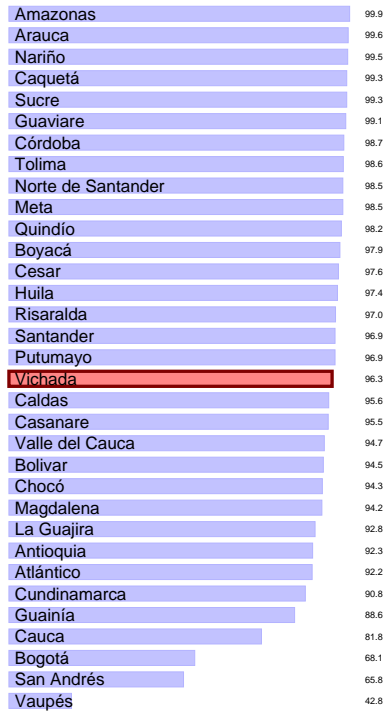 Amazonas 99.9
Arauca 99.6
Nariño 99.5
Caquetá 99.3
Sucre 99.3
Guaviare 99.1
Córdoba 98.7
Tolima 98.6
Norte de Santander 98.5
Meta 98.5
Quindío 98.2
Boyacá 97.9
Cesar 97.6
Huila 97.4
Risaralda 97.0
Santander 96.9
Putumayo 96.9
Vichada 96.3
Caldas 95.6
Casanare 95.5
Valle del Cauca 94.7
Bolivar 94.5
Chocó 94.3
Magdalena 94.2
La Guajira 92.8
Antioquia 92.3
Atlántico 92.2
Cundinamarca 90.8
Guainía 88.6
Cauca 81.8
Bogotá 68.1
San Andrés 65.8
Vaupés 42.8